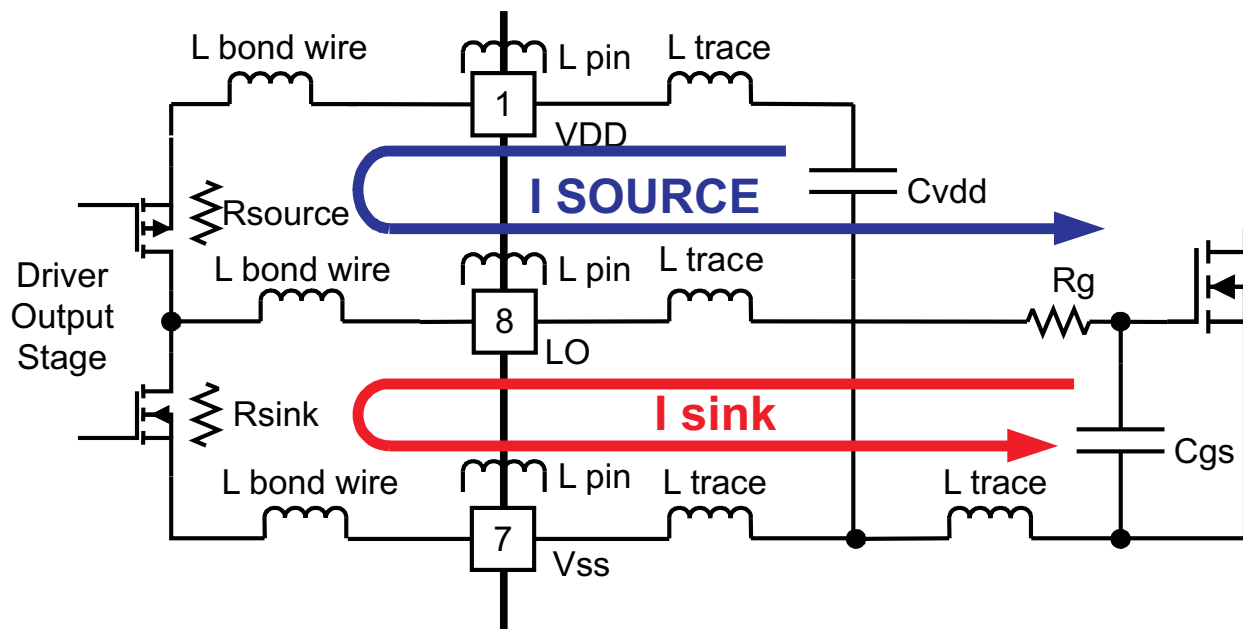 L bond wire
L pin
L trace
1
VDD
I SOURCE
Cvdd
Rsource
L bond wire
L pin
L trace
Rg
Driver
Output
Stage
8
LO
Rsink
I sink
Cgs
L bond wire
L pin
L trace
L trace
7
Vss